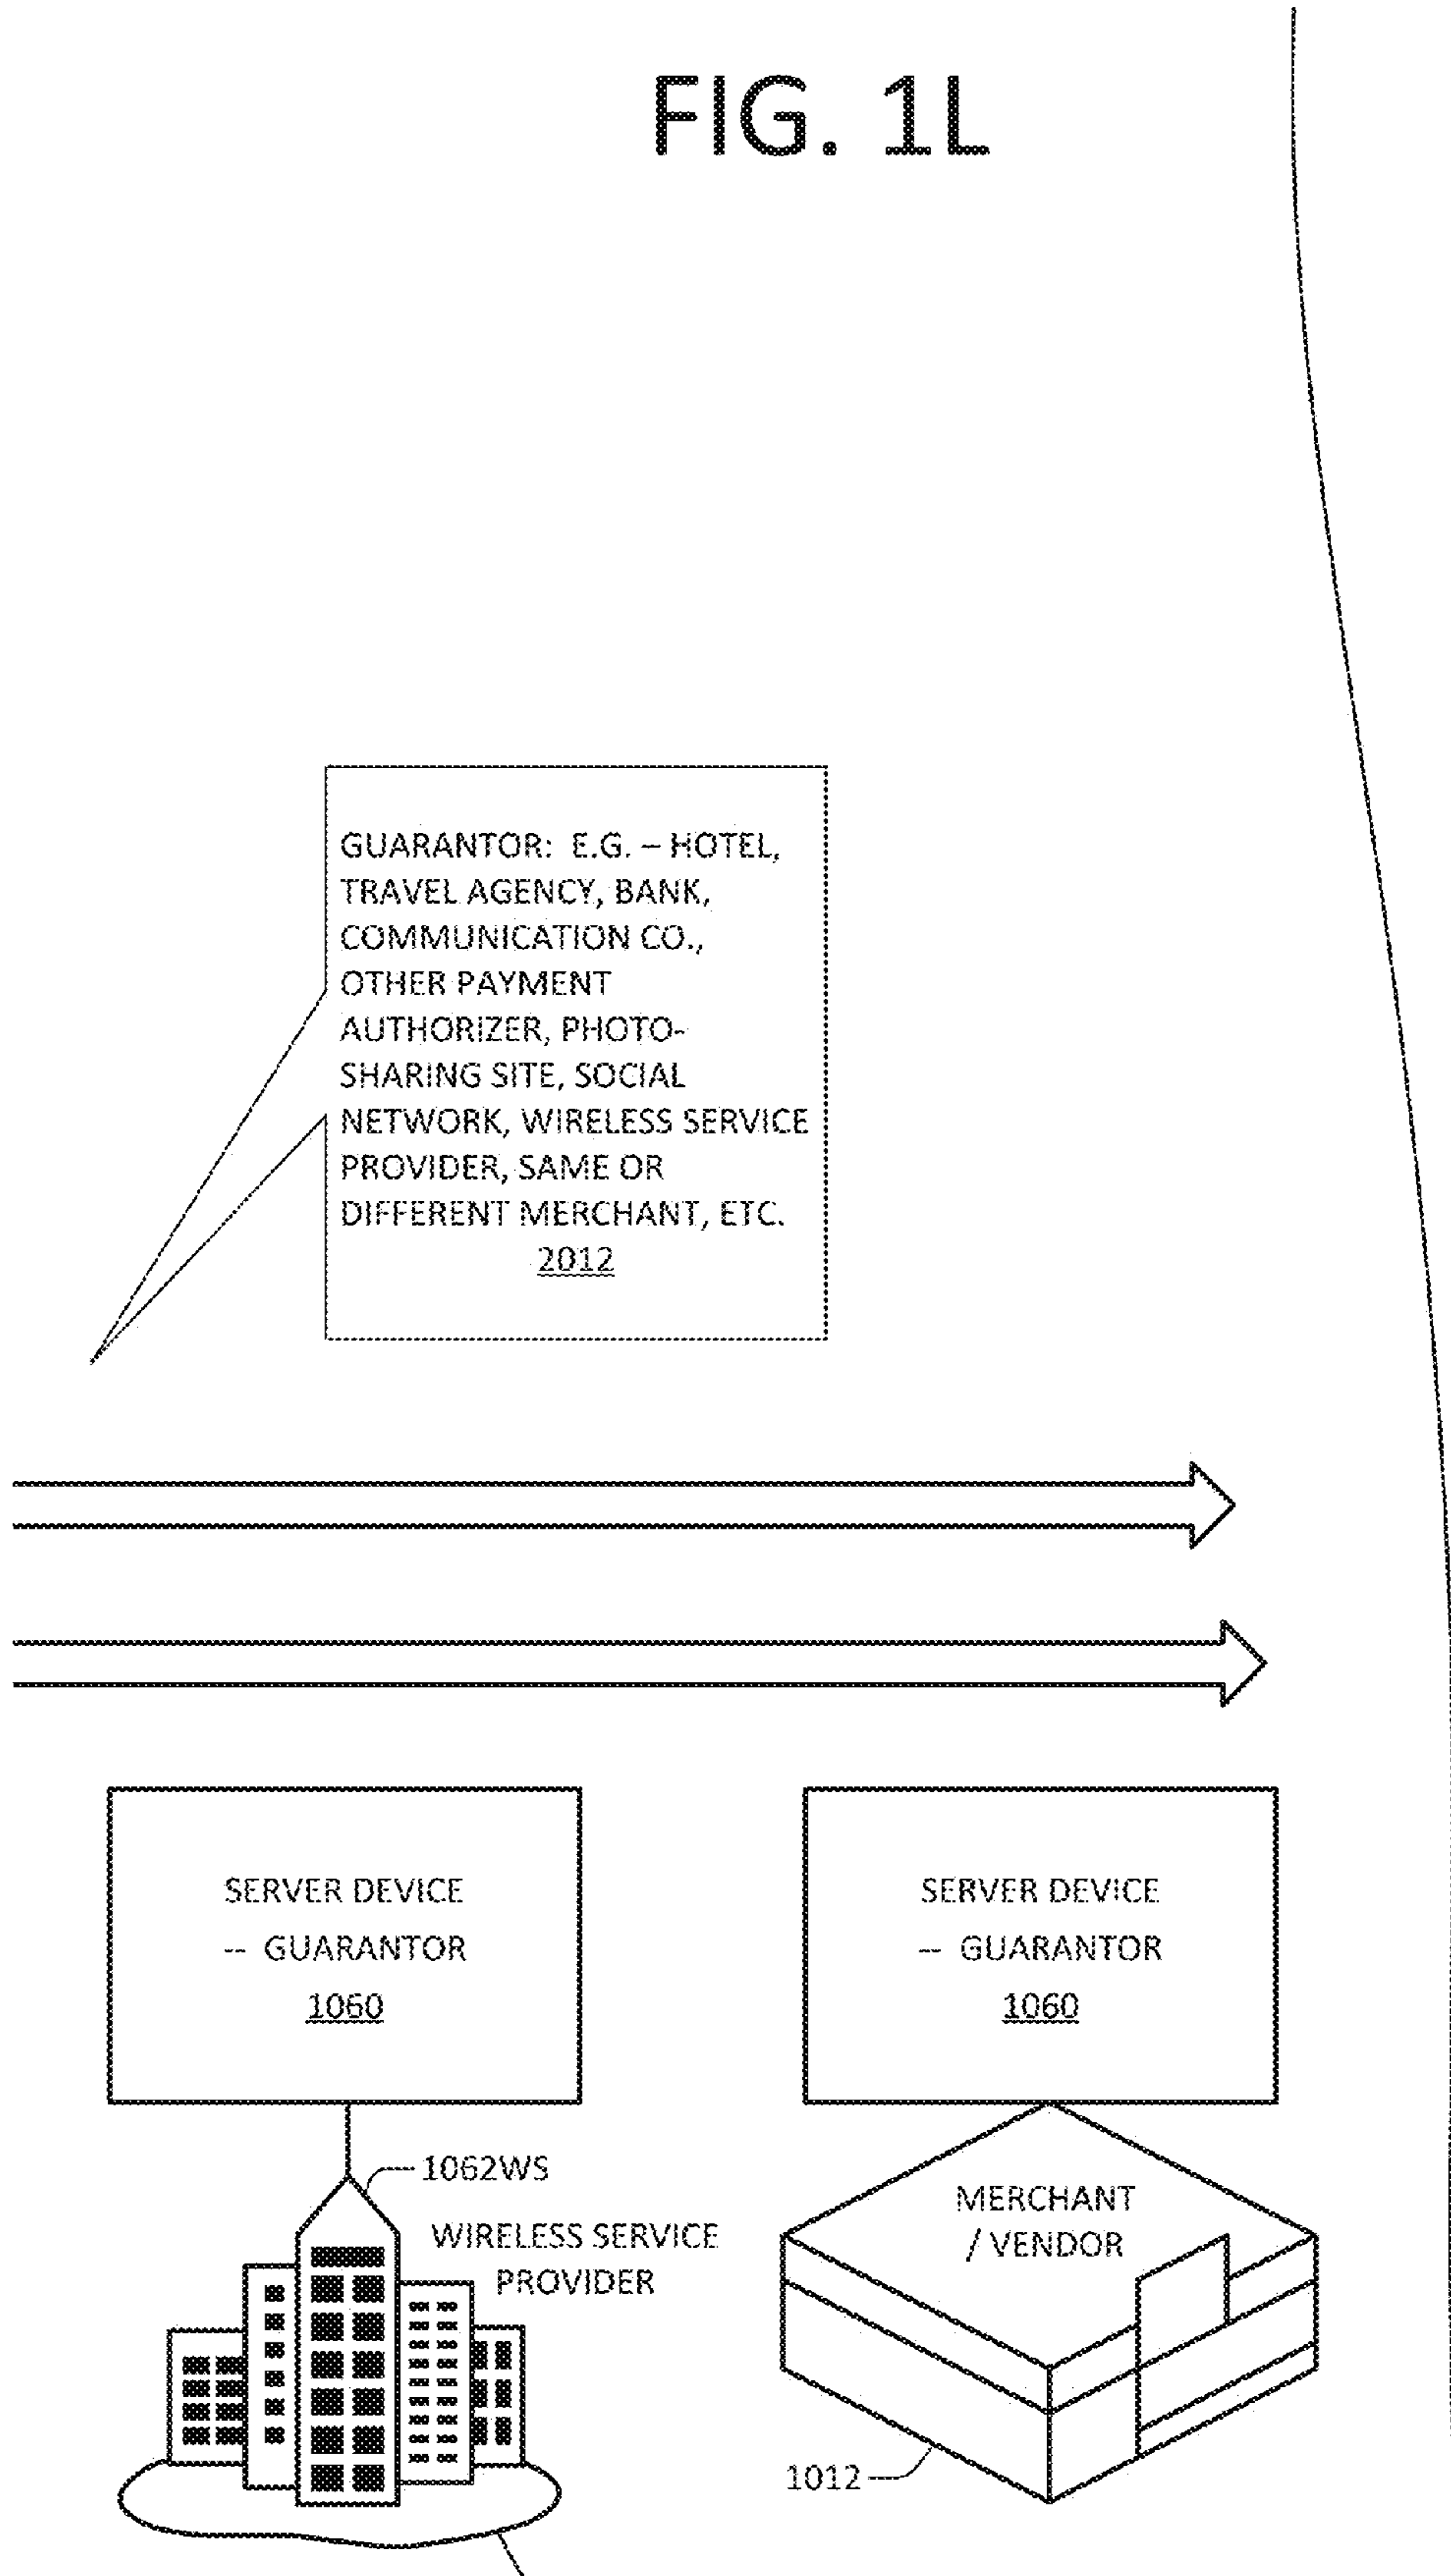 FIG. 1L
GUARANTOR: E.G. – HOTEL,
TRAVEL AGENCY, BANK,
COMMUNICATION CO.,
OTHER PAYMENT
AUTHORIZER, PHOTO-
SHARING SITE, SOCIAL
NETWORK, WIRELESS SERVICE
PROVIDER, SAME OR
DIFFERENT MERCHANT, ETC.
2012
SERVER DEVICE
-- GUARANTOR
1060
SERVER DEVICE
-- GUARANTOR
1060
1062WS
WIRELESS SERVICE
PROVIDER
MERCHANT
/ VENDOR
1012